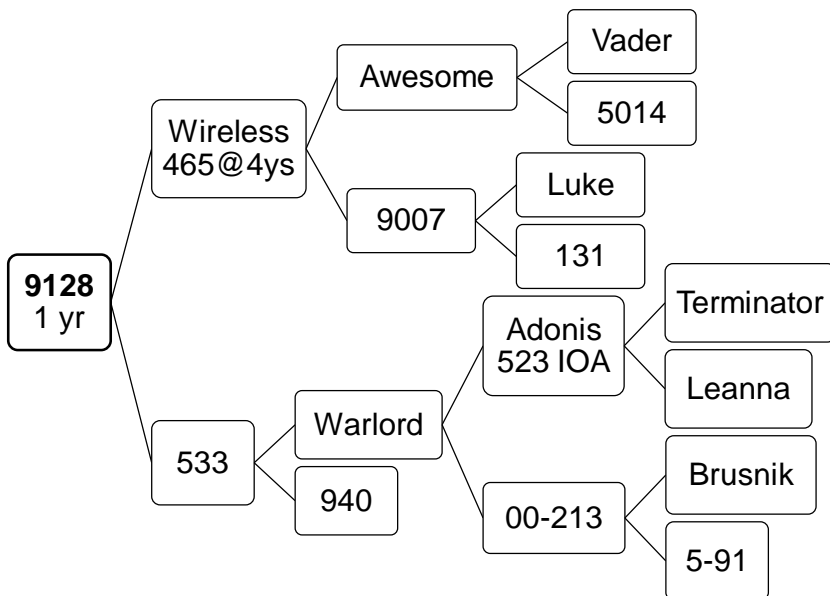 Vader
Awesome
5014
Wireless
465@4ys
Luke
9007
131
9128
1 yr
Adonis
523 IOA
Terminator
Leanna
Warlord
533
940
Brusnik
00-213
5-91